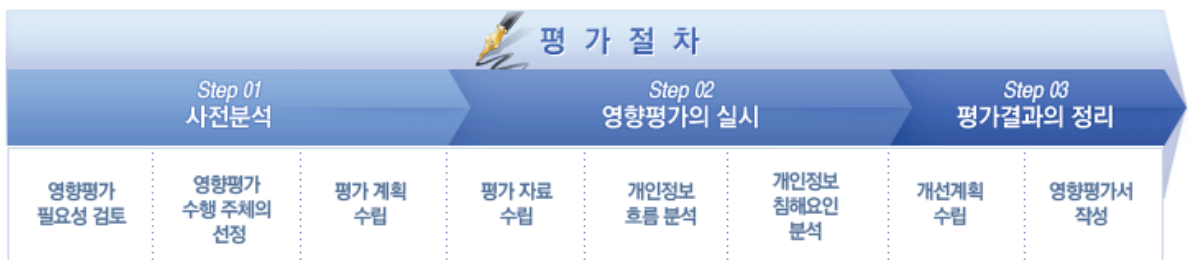 평가절차
Step 01
사전분석
Step 02
영향평가의 실시
Step 03
평가결과의 정리
영향평가
필요성 검토
영향평가
수행 주체의
선정
평가 계획
수립
평가 자료
수립
개인정보
흐름 분석
개인정보
침해요인
분석
개선계획
수립
영향평가서
작성